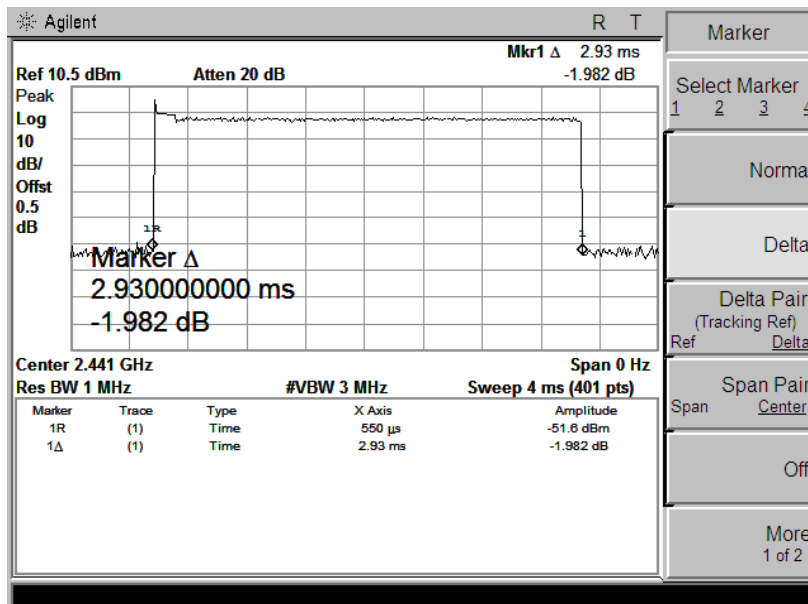 Agilent R T
Mkr1 Δ 2.93 ms
Ref 10.5 dBm Atten 20 dB -1.982 dB
Peak
Log
10
dB/
Offst
0.5
dB
1R
1
Marker Δ
2.930000000 ms
-1.982 dB
Center 2.441 GHz Span 0 Hz
Res BW 1 MHz #VBW 3 MHz Sweep 4 ms (401 pts)
Marker Trace Type X Axis Amplitude
1R (1) Time 550 µs -51.6 dBm
1Δ (1) Time 2.93 ms -1.982 dB
Marker
Select Marker
1 2 3 4
Norma
Delta
Delta Pair
(Tracking Ref)
Ref Delta
Span Pair
Span Center
Off
More
1 of 2